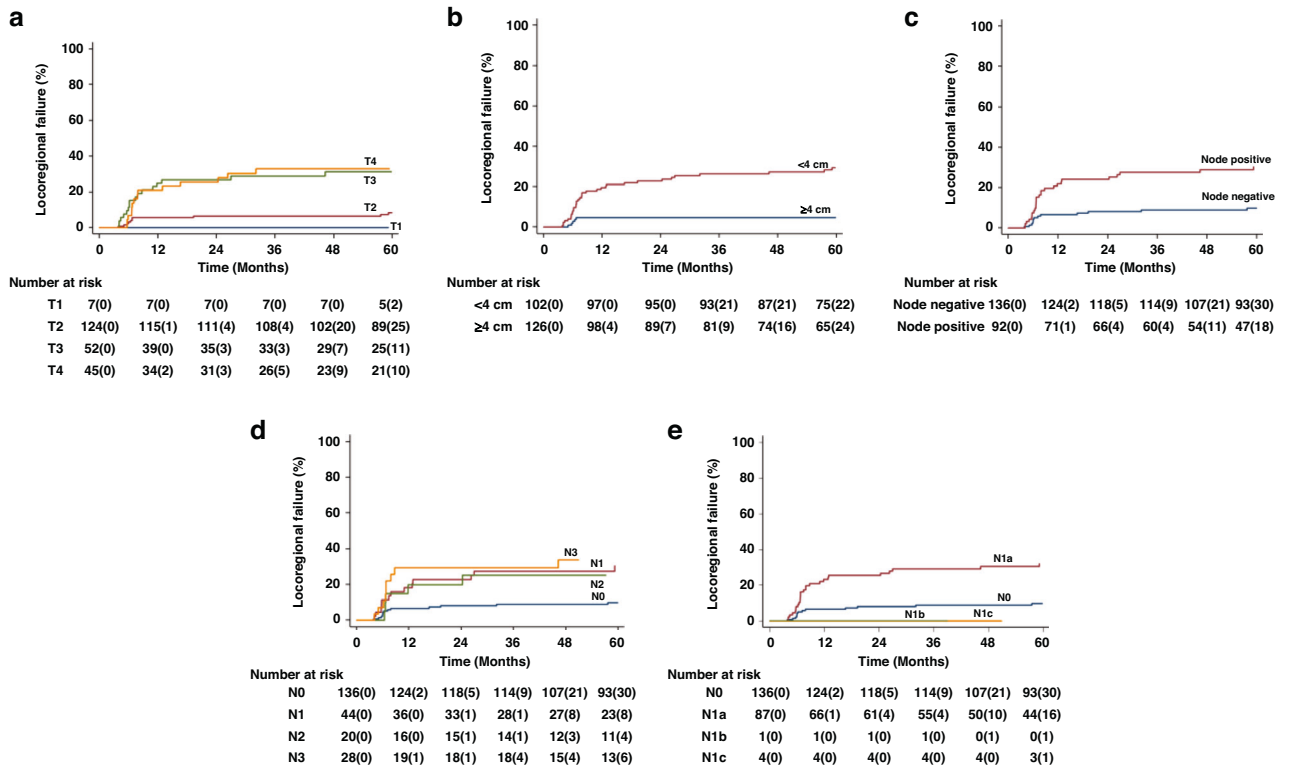 a
Locoregional failure (%)
100
80
60
40
20
0
T4
T3
T2
T1
0 12 24 36 48 60
Time (Months)
Number at risk
T1 7(0) 7(0) 7(0) 7(0) 7(0) 5(2)
T2 124(0) 115(1) 111(4) 108(4) 102(20) 89(25)
T3 52(0) 39(0) 35(3) 33(3) 29(7) 25(11)
T4 45(0) 34(2) 31(3) 26(5) 23(9) 21(10)
b
Locoregional failure (%)
100
80
60
40
20
0
<4 cm
≥4 cm
0 12 24 36 48 60
Time (Months)
Number at risk
<4 cm 102(0) 97(0) 95(0) 93(21) 87(21) 75(22)
≥4 cm 126(0) 98(4) 89(7) 81(9) 74(16) 65(24)
c
Locoregional failure (%)
100
80
60
40
20
0
Node positive
Node negative
0 12 24 36 48 60
Time (Months)
Number at risk
Node negative 136(0) 124(2) 118(5) 114(9) 107(21) 93(30)
Node positive 92(0) 71(1) 66(4) 60(4) 54(11) 47(18)
d
Locoregional failure (%)
100
80
60
40
20
0
N3
N1
N2
N0
0 12 24 36 48 60
Time (Months)
Number at risk
N0 136(0) 124(2) 118(5) 114(9) 107(21) 93(30)
N1 44(0) 36(0) 33(1) 28(1) 27(8) 23(8)
N2 20(0) 16(0) 15(1) 14(1) 12(3) 11(4)
N3 28(0) 19(1) 18(1) 18(4) 15(4) 13(6)
e
Locoregional failure (%)
100
80
60
40
20
0
N1a
N0
N1b
N1c
0 12 24 36 48 60
Time (Months)
Number at risk
N0 136(0) 124(2) 118(5) 114(9) 107(21) 93(30)
N1a 87(0) 66(1) 61(4) 55(4) 50(10) 44(16)
N1b 1(0) 1(0) 1(0) 1(0) 0(1) 0(1)
N1c 4(0) 4(0) 4(0) 4(0) 4(0) 3(1)